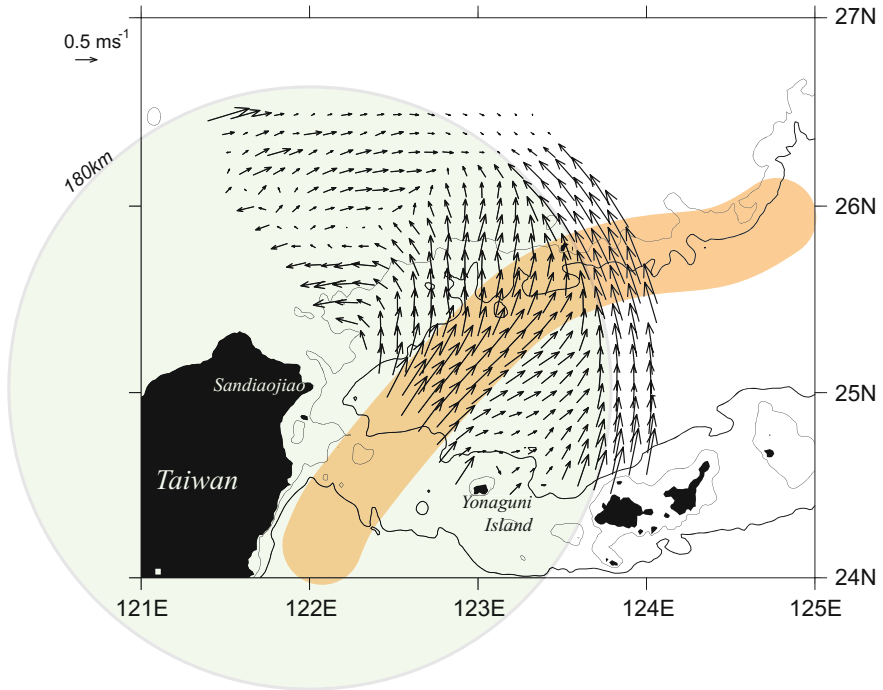 27N
0.5 ms-1
180km
26N
Sandiaojiao
25N
Taiwan
Yonaguni
Island
24N
121E 122E 123E 124E 125E